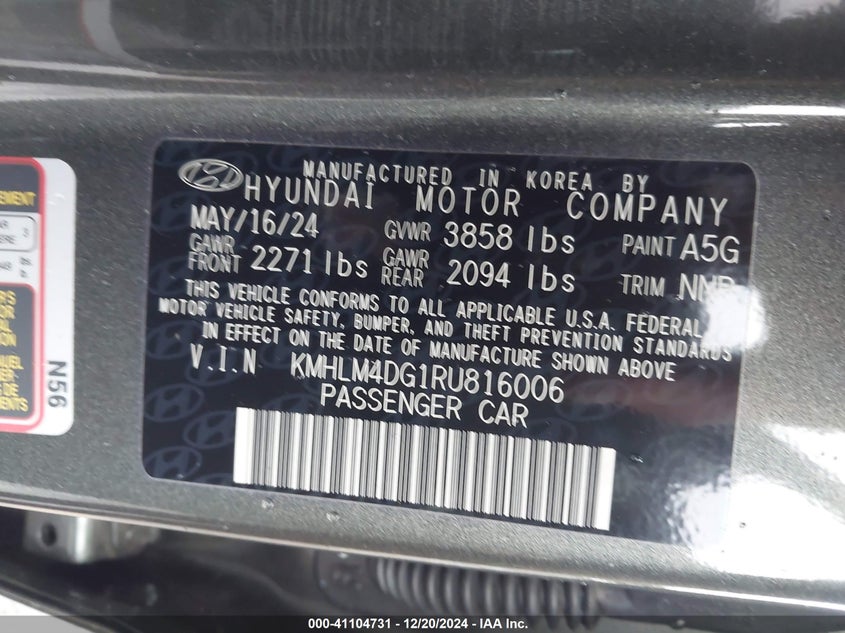 MANUFACTURED IN KOREA BY
HYUNDAI MOTOR COMPANY
MAY/16/24 GVWR 3858 lbs PAINT A5G
GAWR FRONT 2271 lbs GAWR REAR 2094 lbs TRIM
THIS VEHICLE CONFORMS TO ALL APPLICABLE U.S.A. FEDERAL
MOTOR VEHICLE SAFETY, BUMPER, AND THEFT PREVENTION STANDARDS
IN EFFECT ON THE DATE OF MANUFACTURE SHOWN ABOVE
V.I.N KMHLM4DG1RU816006
PASSENGER CAR
N56
000-41104731 - 12/20/2024 - IAA Inc.